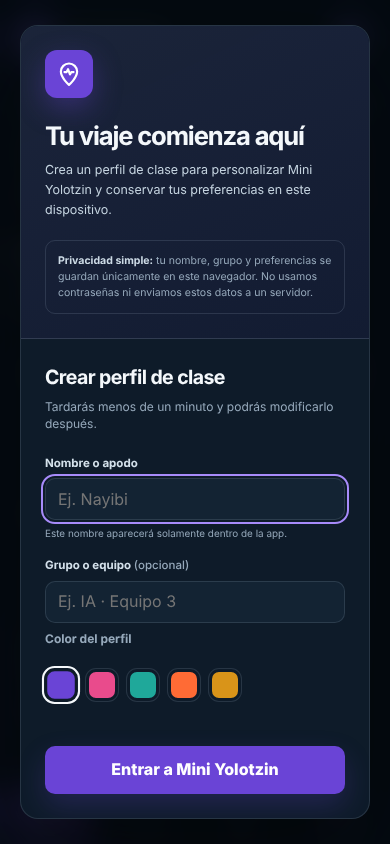 Tu viaje comienza aquí
Crea un perfil de clase para personalizar Mini
Yolotzin y conservar tus preferencias en este
dispositivo.
Privacidad simple: tu nombre, grupo y preferencias se
guardan únicamente en este navegador. No usamos
contraseñas ni enviamos estos datos a un servidor.
Crear perfil de clase
Tardarás menos de un minuto y podrás modificarlo
después.
Nombre o apodo
Ej. Nayibi
Este nombre aparecerá solamente dentro de la app.
Grupo o equipo (opcional)
Ej. IA · Equipo 3
Color del perfil
Entrar a Mini Yolotzin